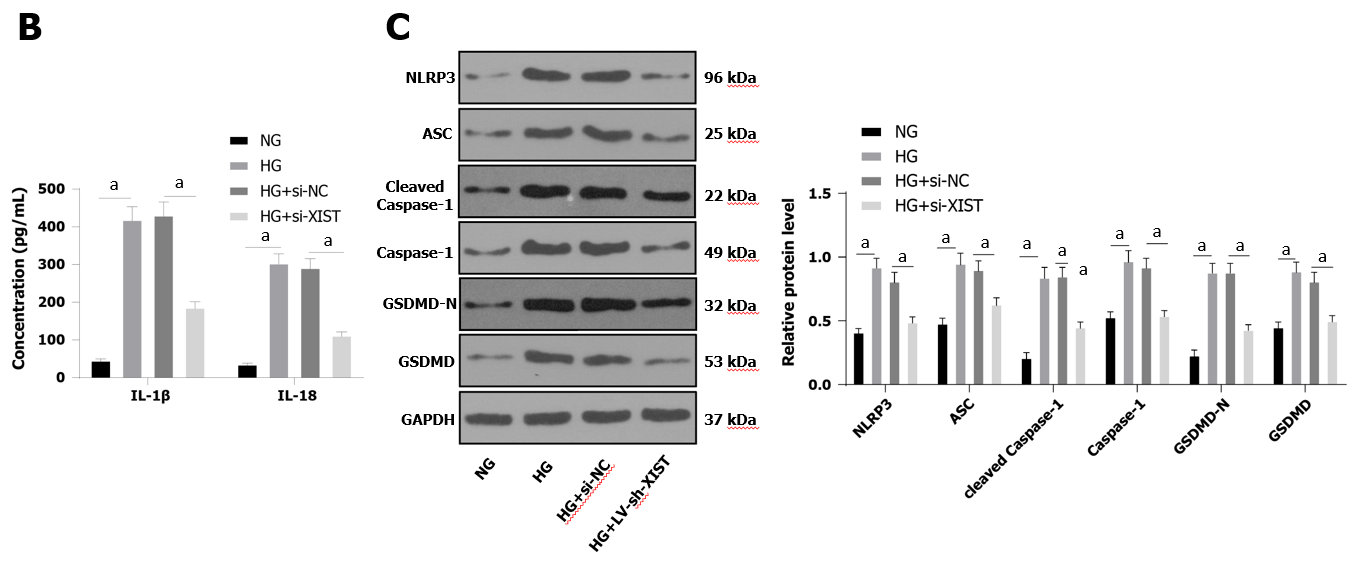 B
NG
HG
HG+si-NC
HG+si-XIST
Concentration (pg/mL)
500
400
300
200
100
0
a
a
a
a
IL-1β
IL-18
C
NLRP3
96 kDa
ASC
25 kDa
Cleaved
Caspase-1
22 kDa
Caspase-1
49 kDa
GSDMD-N
32 kDa
GSDMD
53 kDa
GAPDH
37 kDa
NG
HG
HG+si-NC
HG+LV-sh-XIST
NG
HG
HG+si-NC
HG+si-XIST
Relative protein level
1.5
1.0
0.5
0.0
a
a
a
a
a
a
a
a
a
a
a
a
a
NLRP3
ASC
cleaved Caspase-1
Caspase-1
GSDMD-N
GSDMD